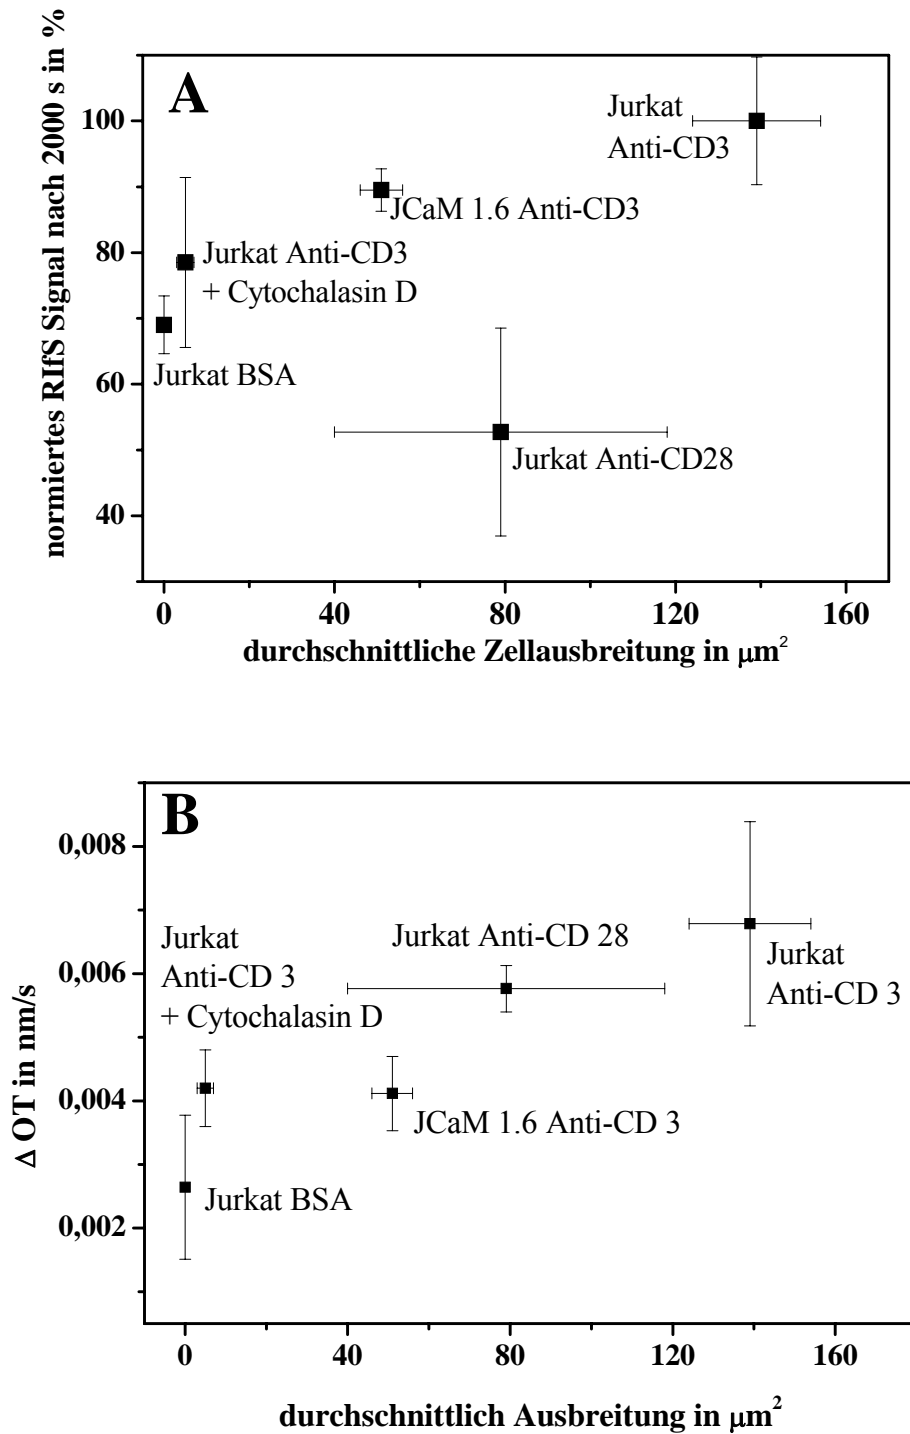 normiertes RIfS Signal nach 2000 s in %
A
100
80
60
40
Jurkat
Anti-CD3
JCaM 1.6 Anti-CD3
Jurkat Anti-CD3
+ Cytochalasin D
Jurkat BSA
Jurkat Anti-CD28
0
40
80
120
160
durchschnittliche Zellausbreitung in µm²
B
Δ OT in nm/s
0,008
0,006
0,004
0,002
Jurkat
Anti-CD 3
+ Cytochalasin D
Jurkat Anti-CD 28
Jurkat
Anti-CD 3
JCaM 1.6 Anti-CD 3
Jurkat BSA
0
40
80
120
160
durchschnittlich Ausbreitung in µm²